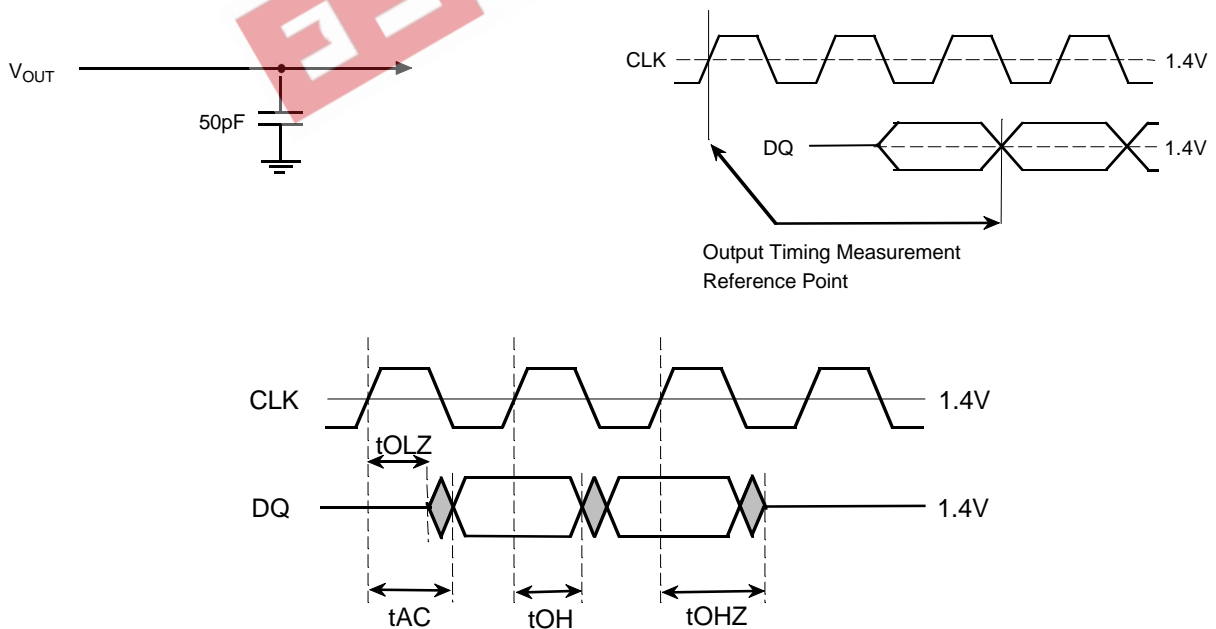 V_OUT
50pF
CLK
1.4V
DQ
1.4V
Output Timing Measurement
Reference Point
CLK
1.4V
tOLZ
DQ
1.4V
tAC
tOH
tOHZ